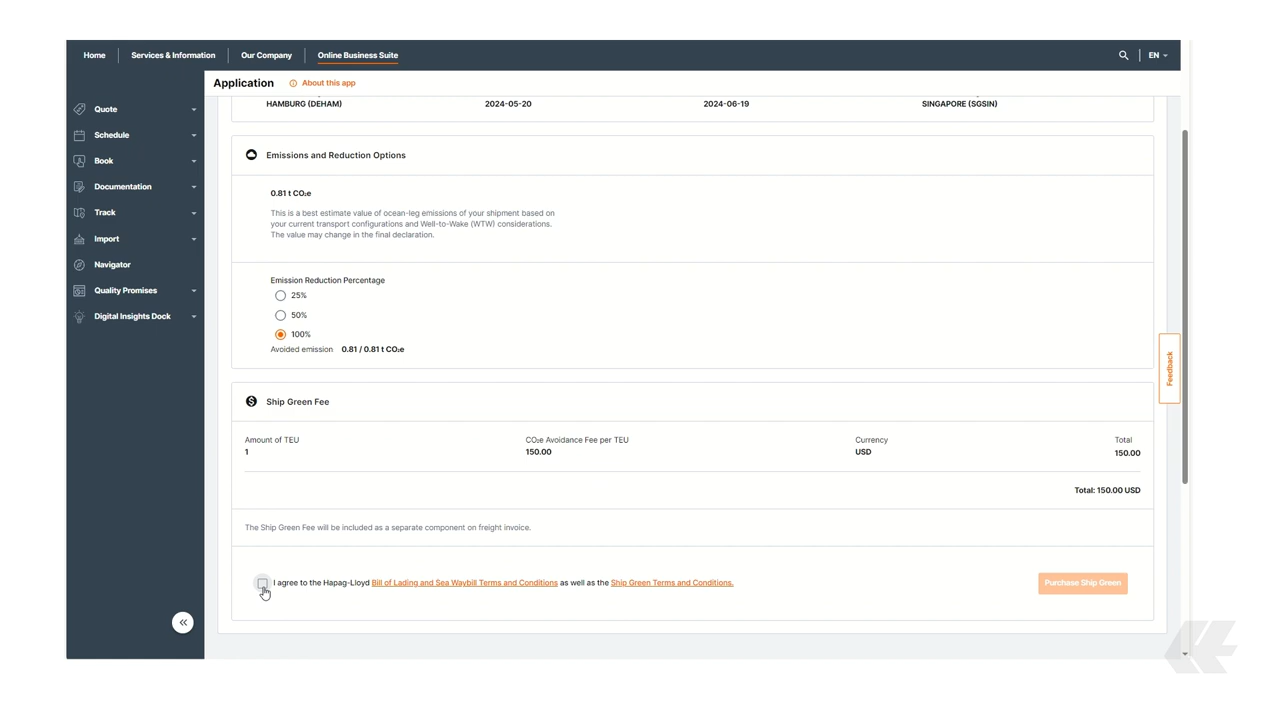 Home
Services & Information
Our Company
Online Business Suite
EN
Application
About this app
Quote
Schedule
Book
Documentation
Track
Import
Navigator
Quality Promises
Digital Insights Dock
HAMBURG (DEHAM)
2024-05-20
2024-06-19
SINGAPORE (SGSIN)
Emissions and Reduction Options
0.81 t CO₂e
This is a best estimate value of ocean-leg emissions of your shipment based on
your current transport configurations and Well-to-Wake (WTW) considerations.
The value may change in the final declaration.
Emission Reduction Percentage
25%
50%
100%
Avoided emission 0.81 / 0.81 t CO₂e
Ship Green Fee
Amount of TEU
1
CO₂e Avoidance Fee per TEU
150.00
Currency
USD
Total
150.00
Total: 150.00 USD
The Ship Green Fee will be included as a separate component on freight invoice.
I agree to the Hapag-Lloyd Bill of Lading and Sea Waybill Terms and Conditions as well as the Ship Green Terms and Conditions.
Purchase Ship Green
Feedback